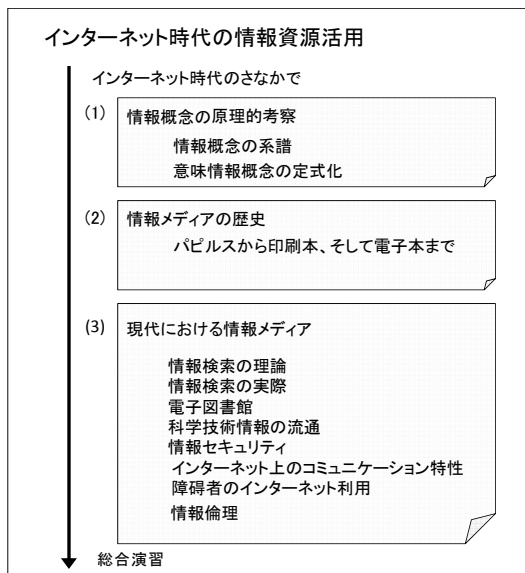 インターネット時代の情報資源活用
インターネット時代のさなかで
(1) 情報概念の原理的考察
情報概念の系譜
意味情報概念の定式化
(2) 情報メディアの歴史
パピルスから印刷本、そして電子本まで
(3) 現代における情報メディア
情報検索の理論
情報検索の実際
電子図書館
科学技術情報の流通
情報セキュリティ
インターネット上のコミュニケーション特性
障碍者のインターネット利用
情報倫理
総合演習